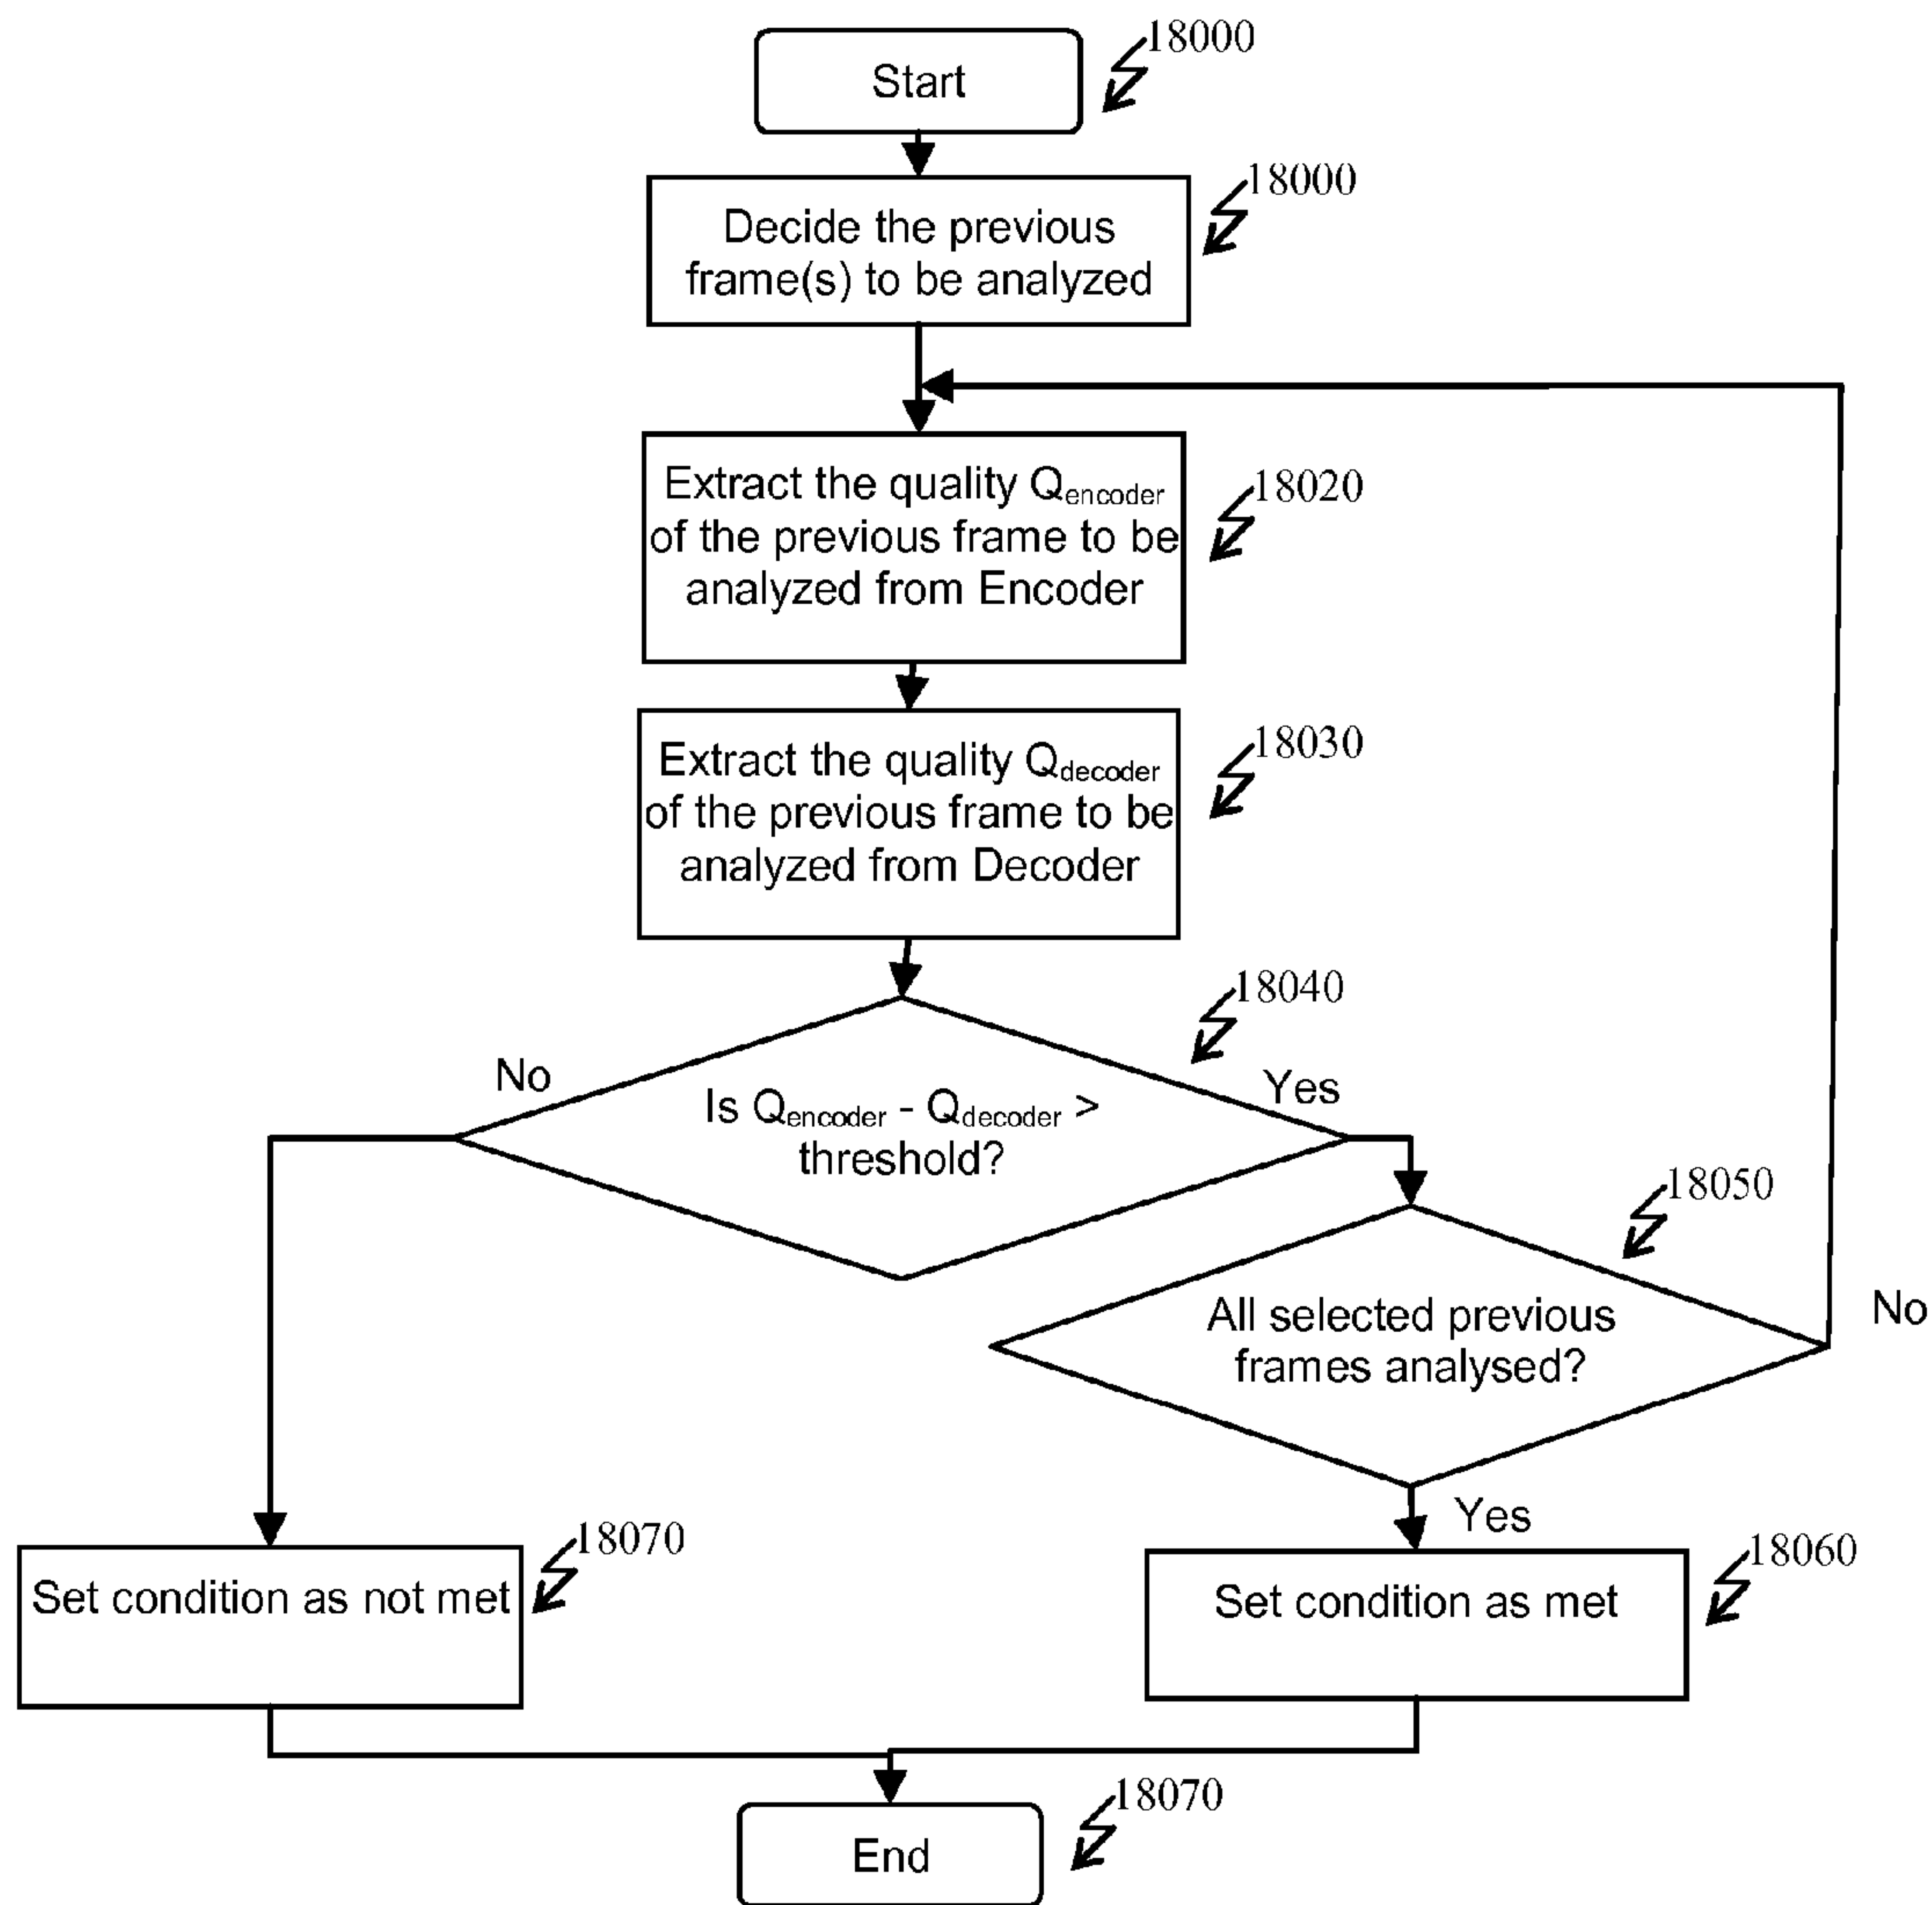 18000
Start
18000
Decide the previous
frame(s) to be analyzed
Extract the quality Qencoder
of the previous frame to be
analyzed from Encoder
18020
Extract the quality Qdecoder
of the previous frame to be
analyzed from Decoder
18030
18040
No
Yes
Is Qencoder - Qdecoder >
threshold?
18050
All selected previous
frames analysed?
No
Yes
18070
Set condition as not met
18060
Set condition as met
18070
End